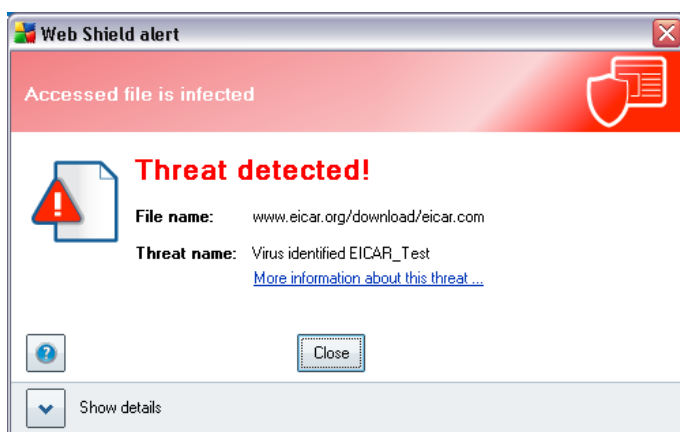 Web Shield alert
Accessed file is infected
Threat detected!
File name: www.eicar.org/download/eicar.com
Threat name: Virus identified EICAR_Test
More information about this threat ...
Close
Show details